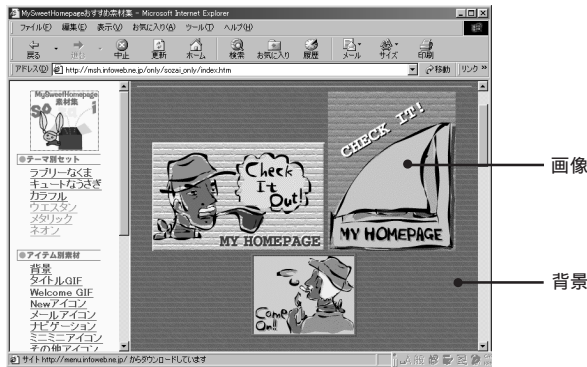 MySweetHomepageおすすめ素材集 - Microsoft Internet Explorer
ファイル(F) 編集(E) 表示(V) お気に入り(A) ツール(T) ヘルプ(H)
戻る 進む 中止 更新 ホーム 検索 お気に入り 履歴 メール サイズ 印刷
アドレス(D) http://msh.infoweb.ne.jp/only/sozai_only/index.htm 移動 リンク »
MySweetHomepage
素材集
so i
●テーマ別セット
ラブリーなくま
キュートなうさぎ
カラフル
ウエスタン
メタリック
ネオン
●アイテム別素材
背景
タイトルGIF
Welcome GIF
Newアイコン
メールアイコン
ナビゲーション
ミニミニアイコン
その他アイコン
Check
It
Out!
MY HOMEPAGE
CHECK IT!
MY HOMEPAGE
Come
On!
画像
背景
サイト http://menu.infoweb.ne.jp/ からダウンロードしています